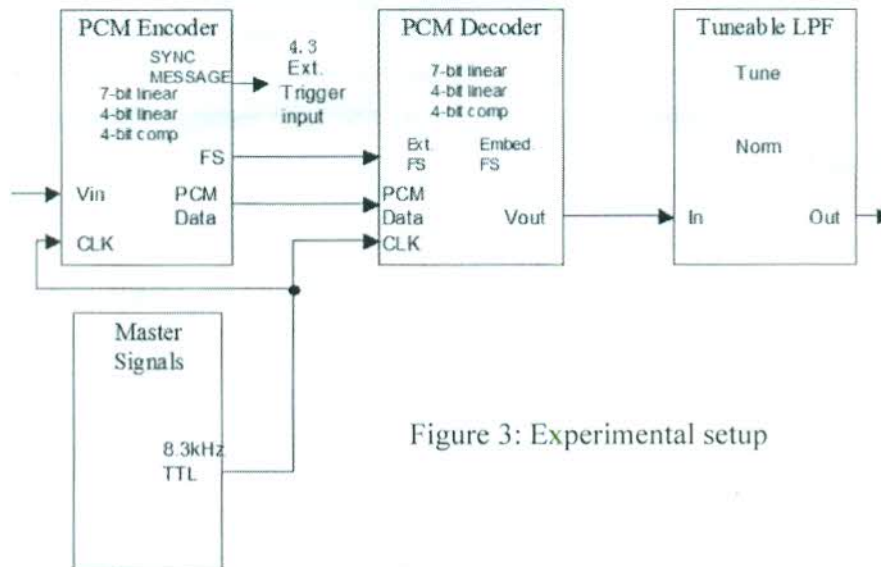 PCM Encoder
SYNC
MESSAGE
7-bit linear
4-bit linear
4-bit comp
FS
Vin
PCM
Data
CLK
4.3
Ext.
Trigger
input
PCM Decoder
7-bit linear
4-bit linear
4-bit comp
Ext. Embed.
FS FS
PCM
Data
Vout
CLK
Tuneable LPF
Tune
Norm
In Out
Master
Signals
8.3kHz
TTL
Figure 3: Experimental setup